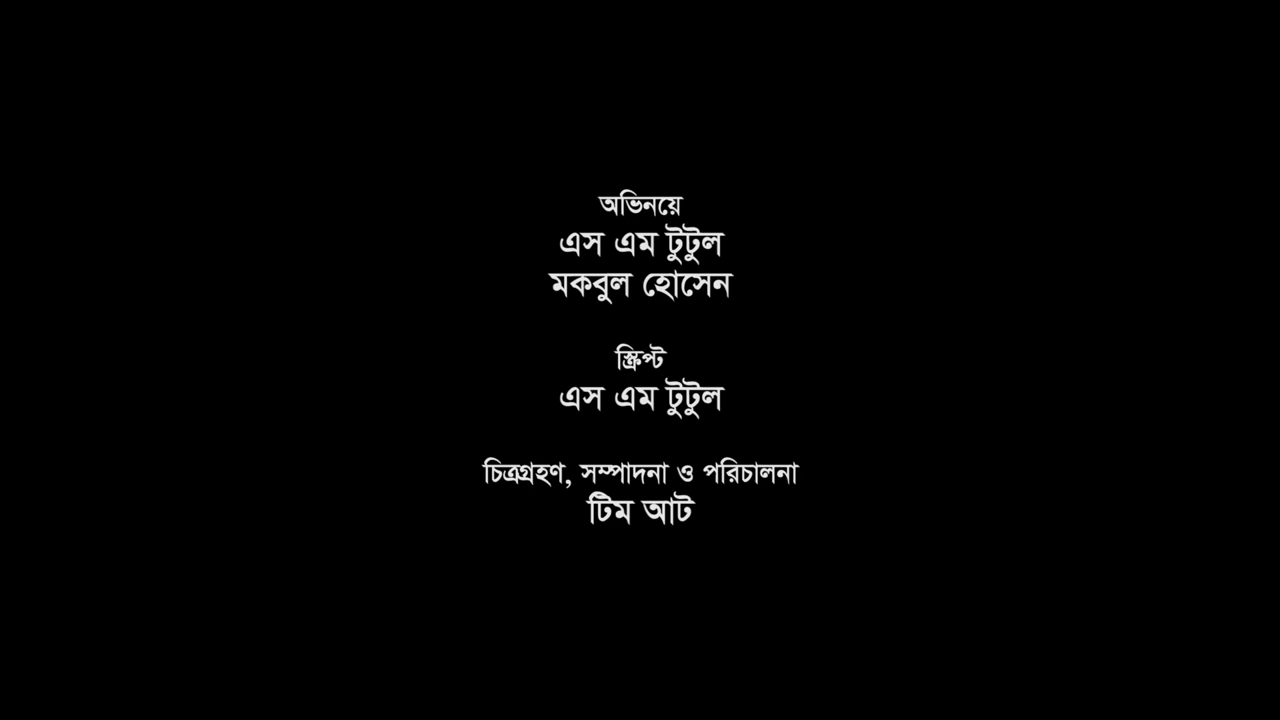 অভিনয়ে
এস এম টুটুল
মকবুল হোসেন
স্ক্রিপ্ট
এস এম টুটুল
চিত্রগ্রহণ, সম্পাদনা ও পরিচালনা
টিম আট